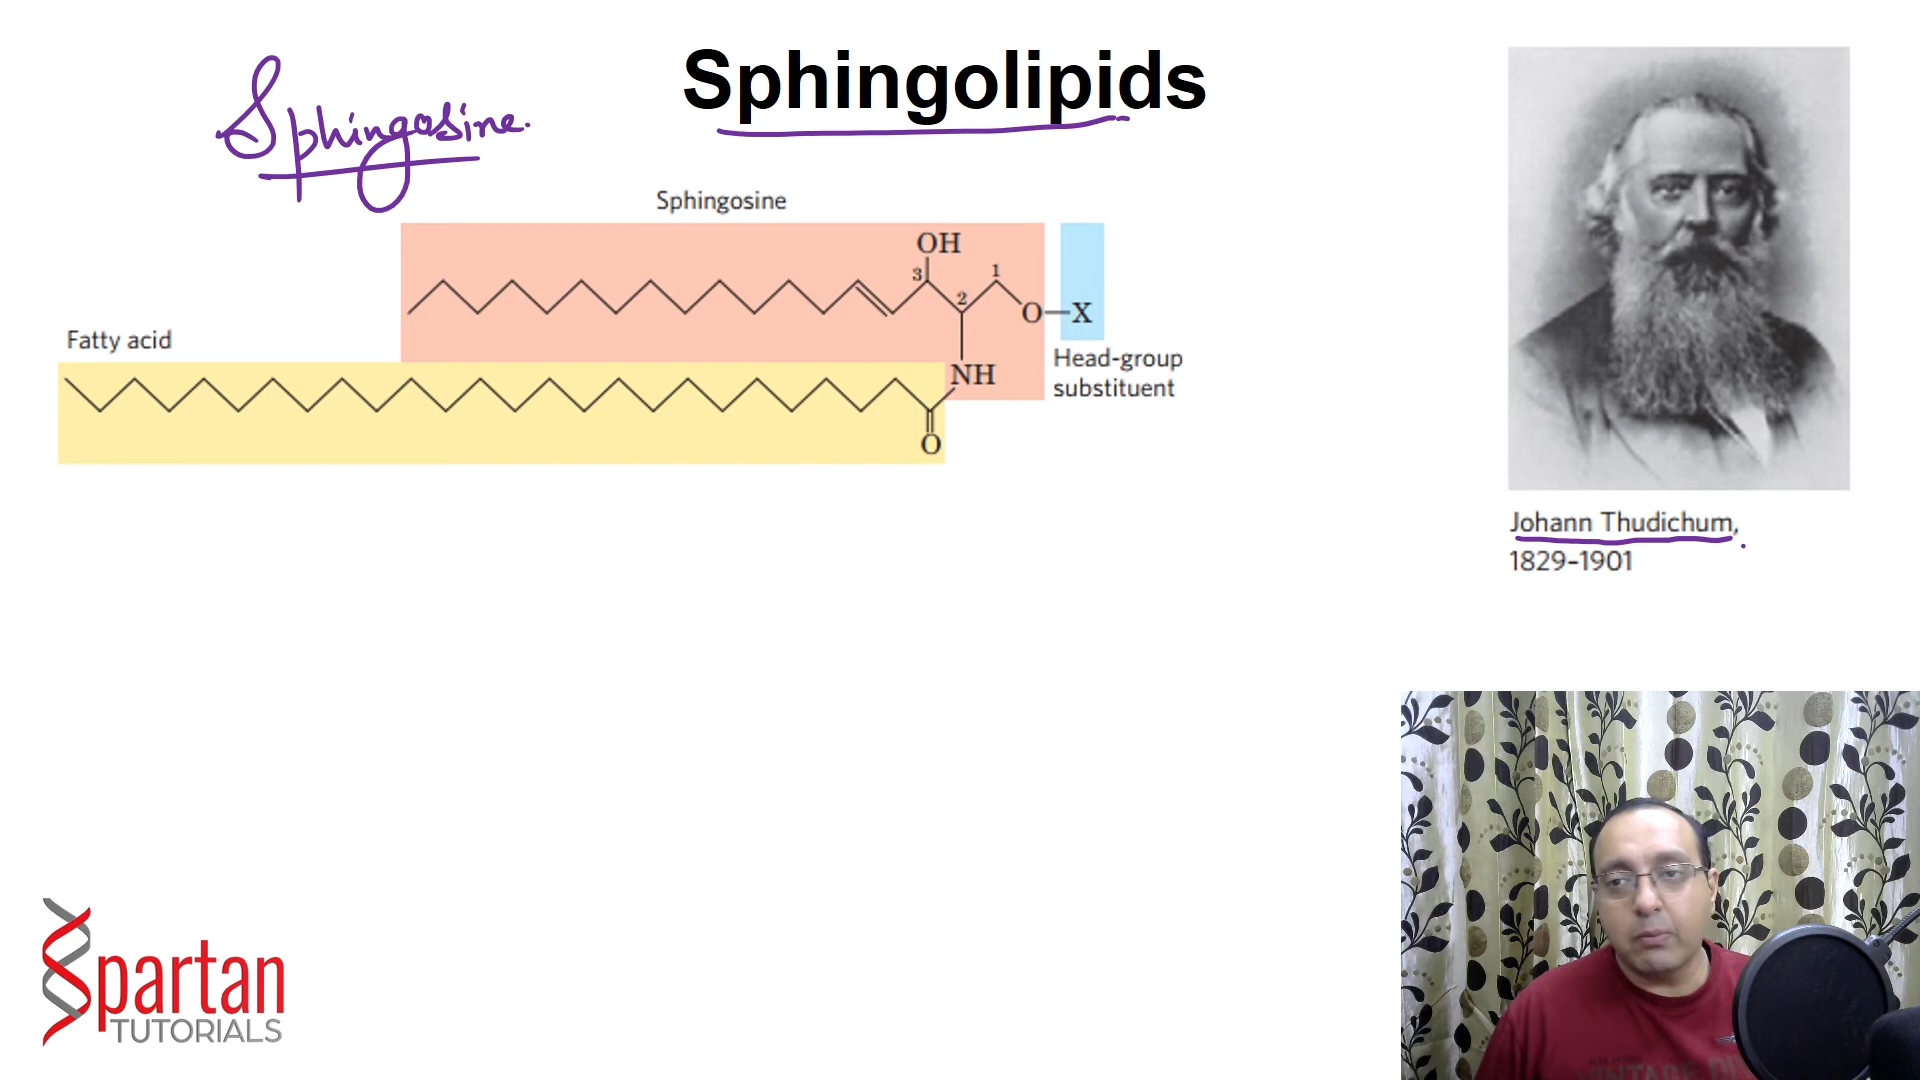 Sphingolipids
Sphingosine.
Sphingosine
OH
3
1
2
O
X
Fatty acid
Head-group
substituent
NH
O
Johann Thudichum,
1829–1901
Spartan
TUTORIALS